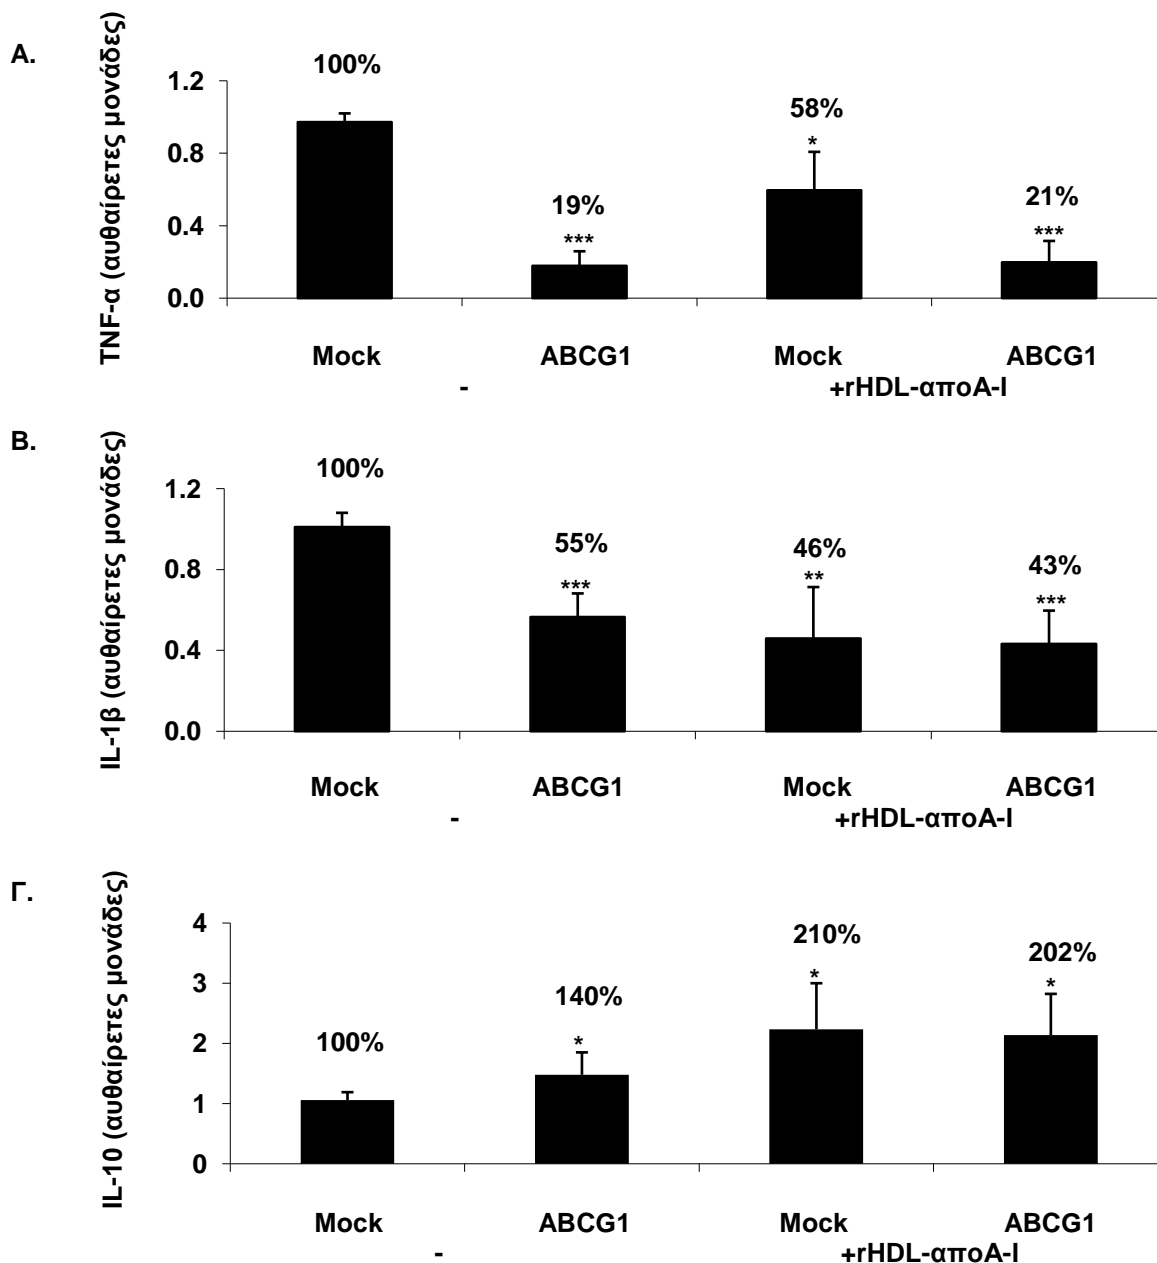 Α.
TNF-α (αυθαίρετες μονάδες)
1.2
0.8
0.4
0.0
100%
19%
***
58%
*
21%
***
Mock ABCG1 Mock ABCG1
- +rHDL-αποA-I
Β.
IL-1β (αυθαίρετες μονάδες)
1.2
0.8
0.4
0.0
100%
55%
***
46%
**
43%
***
Mock ABCG1 Mock ABCG1
- +rHDL-αποA-I
Γ.
IL-10 (αυθαίρετες μονάδες)
4
3
2
1
0
100%
140%
*
210%
*
202%
*
Mock ABCG1 Mock ABCG1
- +rHDL-αποA-I